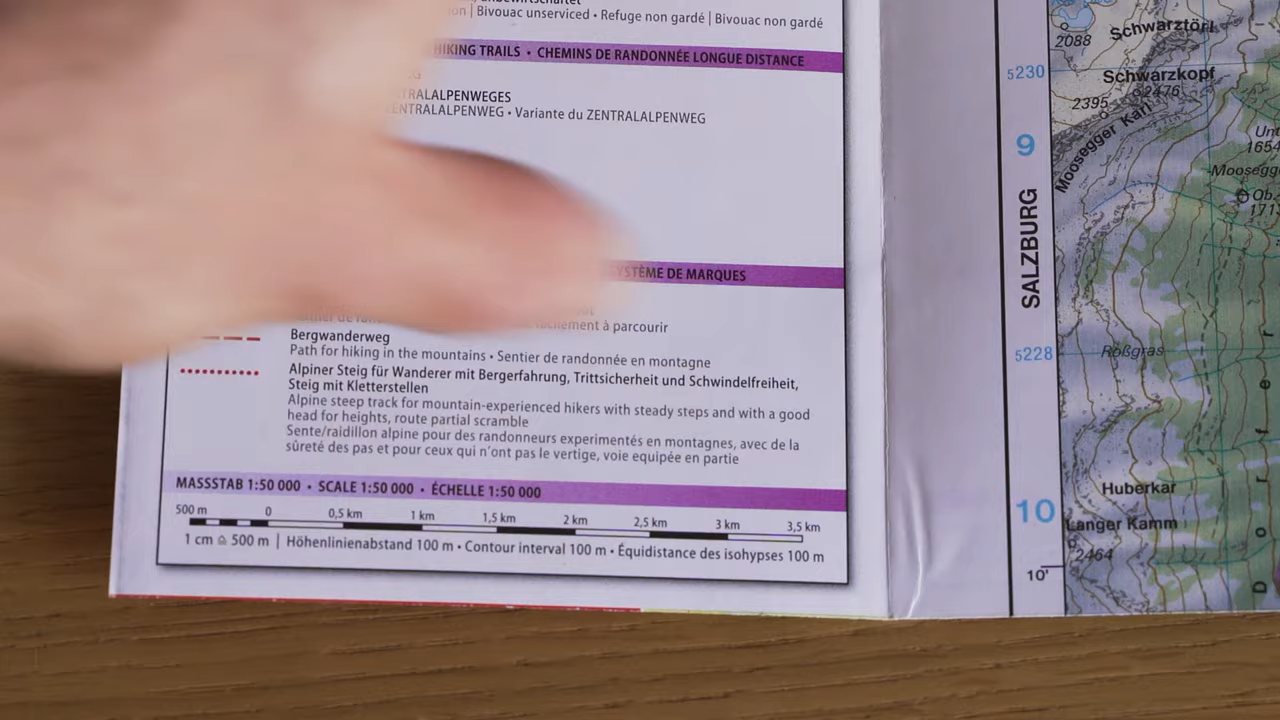 | Bivouac unserviced • Refuge non gardé | Bivouac non gardé
HIKING TRAILS • CHEMINS DE RANDONNÉE LONGUE DISTANCE
ZENTRALALPENWEG • Variante du ZENTRALALPENWEG
DE MARQUES
à parcourir
Bergwanderweg
Path for hiking in the mountains • Sentier de randonnée en montagne
Alpiner Steig für Wanderer mit Bergerfahrung, Trittsicherheit und Schwindelfreiheit,
Steig mit Kletterstellen
Alpine steep track for mountain-experienced hikers with steady steps and with a good
head for heights, route partial scramble
Sente/raidillon alpine pour des randonneurs experimentés en montagnes, avec de la
sûreté des pas et pour ceux qui n'ont pas le vertige, voie equipée en partie
MASSSTAB 1:50 000 • SCALE 1:50 000 • ÉCHELLE 1:50 000
500 m 0 0,5 km 1 km 1,5 km 2 km 2,5 km 3 km 3,5 km
1 cm ≙ 500 m | Höhenlinienabstand 100 m • Contour interval 100 m • Équidistance des isohypses 100 m
5230
9
SALZBURG
5228
10
10'
2088
Schwarztörl
Schwarzkopf
2476
2395
Moosegger Karl
1654
Roßgras
Huberkar
Langer Kamm
2464
D o r f e r